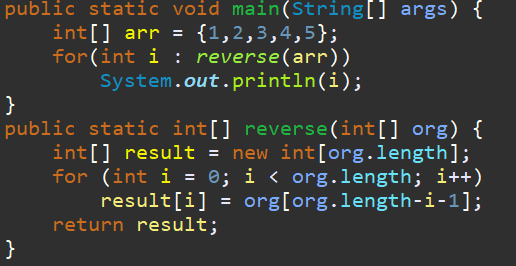 public static void main(String[] args) {
    int[] arr = {1,2,3,4,5};
    for(int i : reverse(arr))
        System.out.println(i);
}
public static int[] reverse(int[] org) {
    int[] result = new int[org.length];
    for (int i = 0; i < org.length; i++)
        result[i] = org[org.length-i-1];
    return result;
}